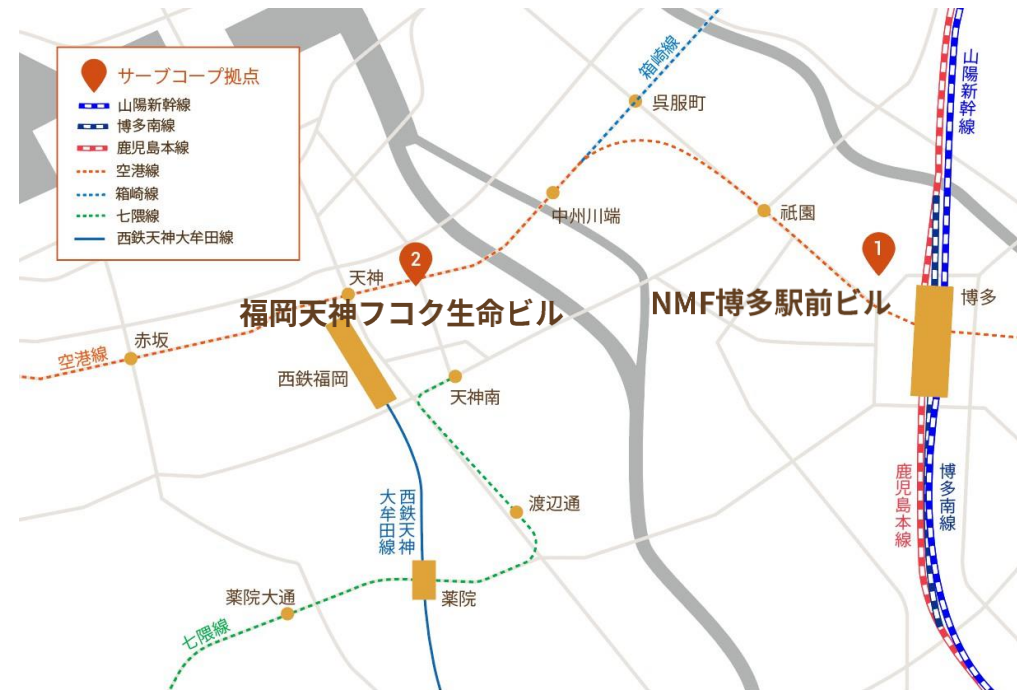 サーブコープ拠点
山陽新幹線
博多南線
鹿児島本線
空港線
箱崎線
七隈線
西鉄天神大牟田線
箱崎線
山陽新幹線
呉服町
中州川端
祇園
1
2
天神
福岡天神フコク生命ビル
NMF博多駅前ビル
博多
赤坂
空港線
西鉄福岡
天神南
西鉄天神
大牟田線
渡辺通
鹿児島本線
博多南線
薬院大通
薬院
七隈線